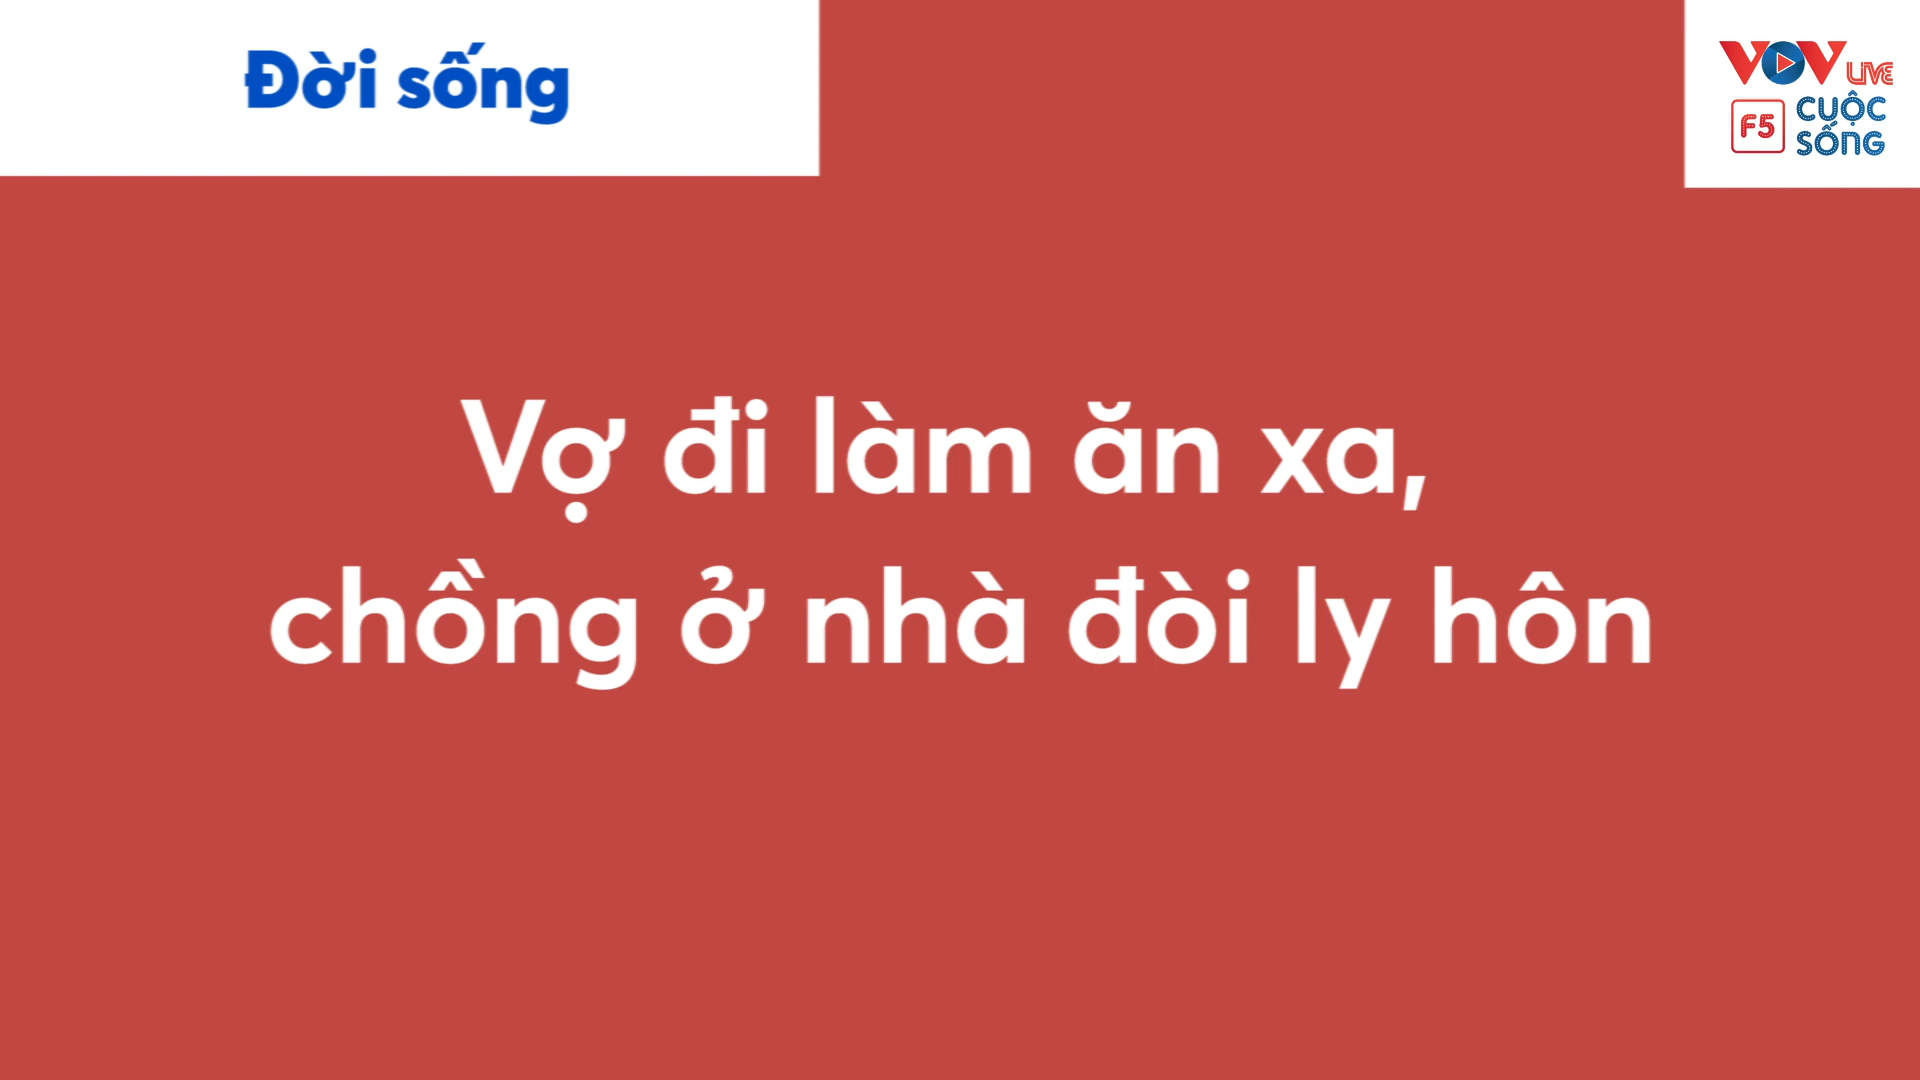 Đời sống
VOV LIVE
F5 CUỘC SỐNG
Vợ đi làm ăn xa,
chồng ở nhà đòi ly hôn